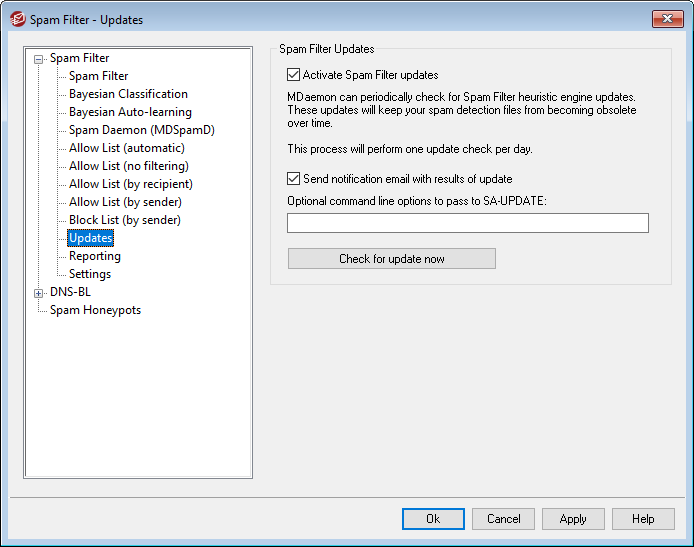 Spam Filter - Updates
Spam Filter
Spam Filter
Bayesian Classification
Bayesian Auto-learning
Spam Daemon (MDSpamD)
Allow List (automatic)
Allow List (no filtering)
Allow List (by recipient)
Allow List (by sender)
Block List (by sender)
Updates
Reporting
Settings
DNS-BL
Spam Honeypots
Spam Filter Updates
Activate Spam Filter updates
MDaemon can periodically check for Spam Filter heuristic engine updates.
These updates will keep your spam detection files from becoming obsolete
over time.
This process will perform one update check per day.
Send notification email with results of update
Optional command line options to pass to SA-UPDATE:
Check for update now
Ok
Cancel
Apply
Help